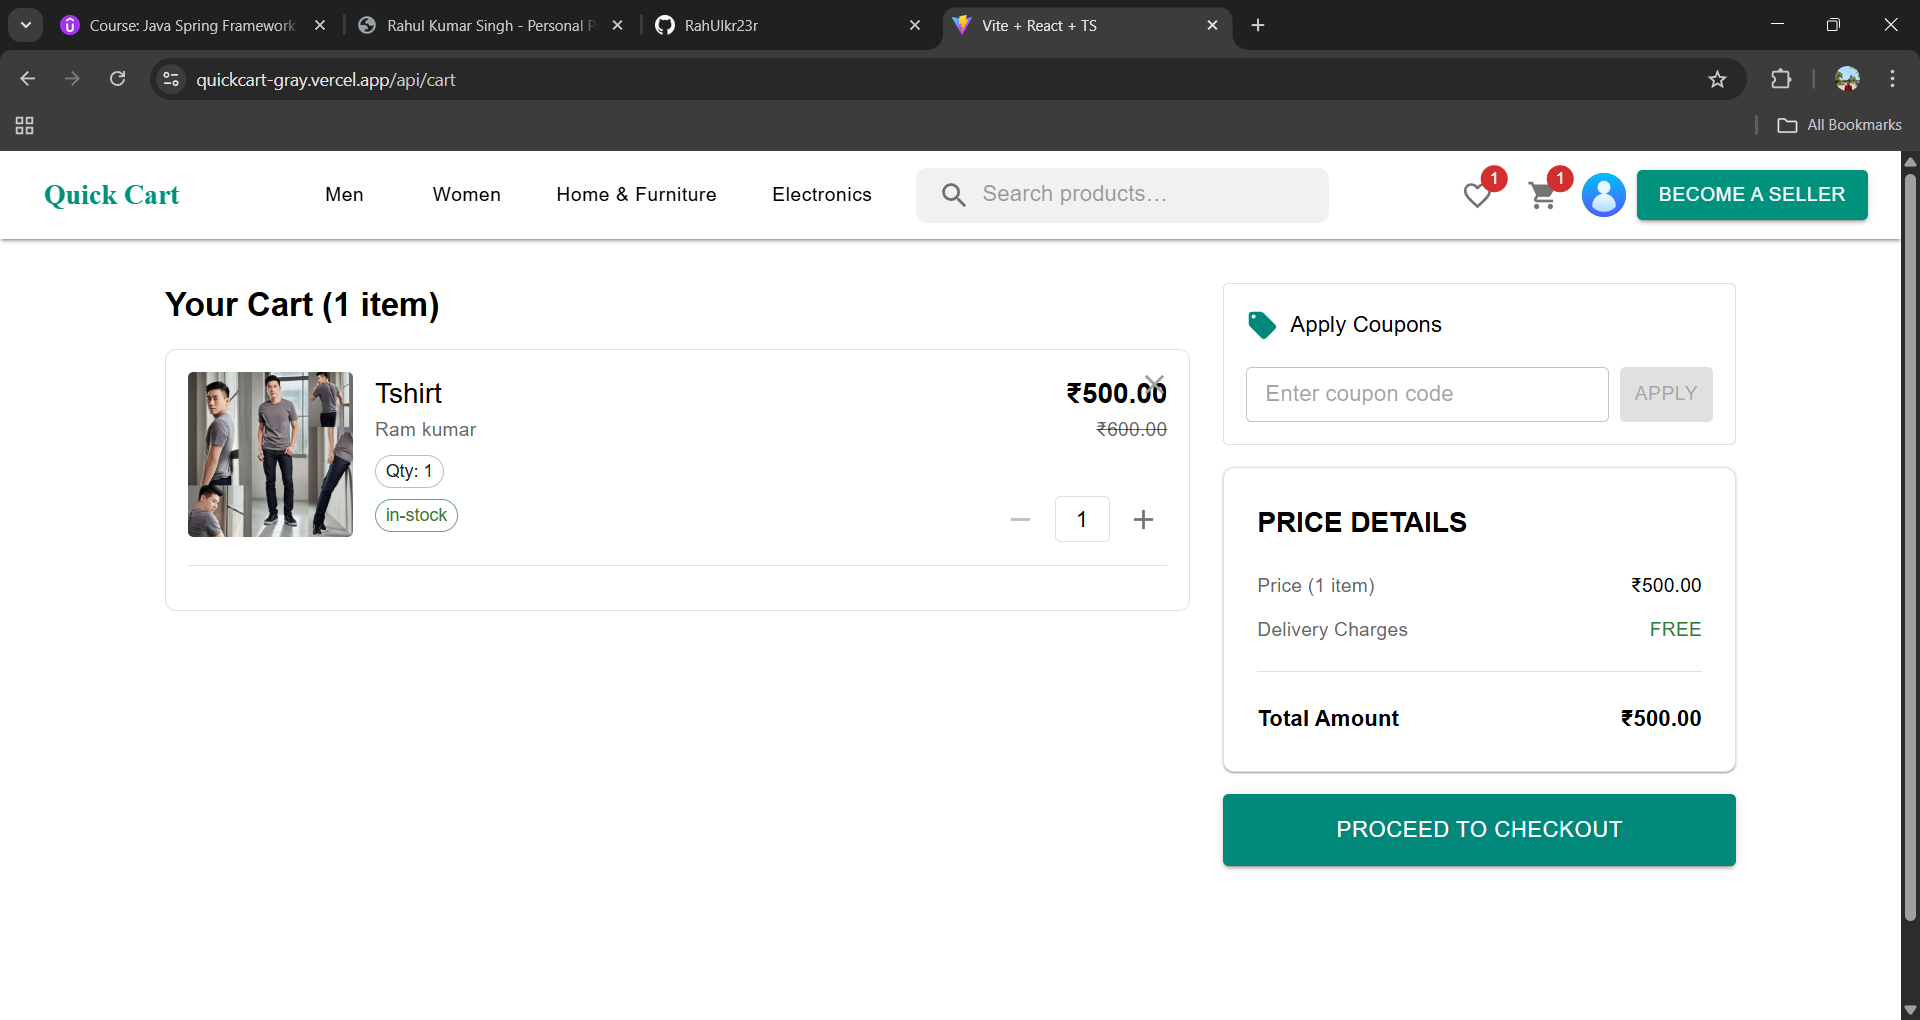 Course: Java Spring Framework
Rahul Kumar Singh - Personal P
RahUlkr23r
Vite + React + TS
quickcart-gray.vercel.app/api/cart
All Bookmarks
Quick Cart
Men
Women
Home & Furniture
Electronics
Search products…
1
1
BECOME A SELLER
Your Cart (1 item)
Tshirt
₹500.00
Ram kumar
₹600.00
Qty: 1
in-stock
1
Apply Coupons
Enter coupon code
APPLY
PRICE DETAILS
Price (1 item)
₹500.00
Delivery Charges
FREE
Total Amount
₹500.00
PROCEED TO CHECKOUT